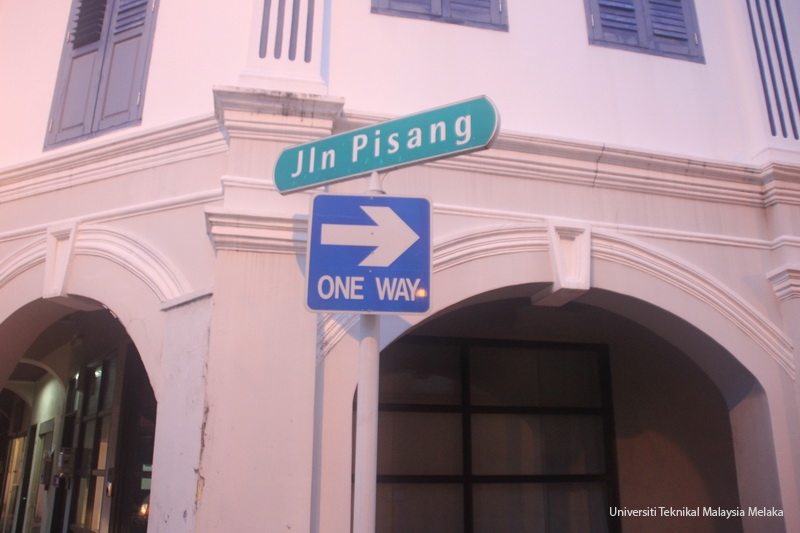 Jln Pisang
ONE WAY
Universiti Teknikal Malaysia Melaka